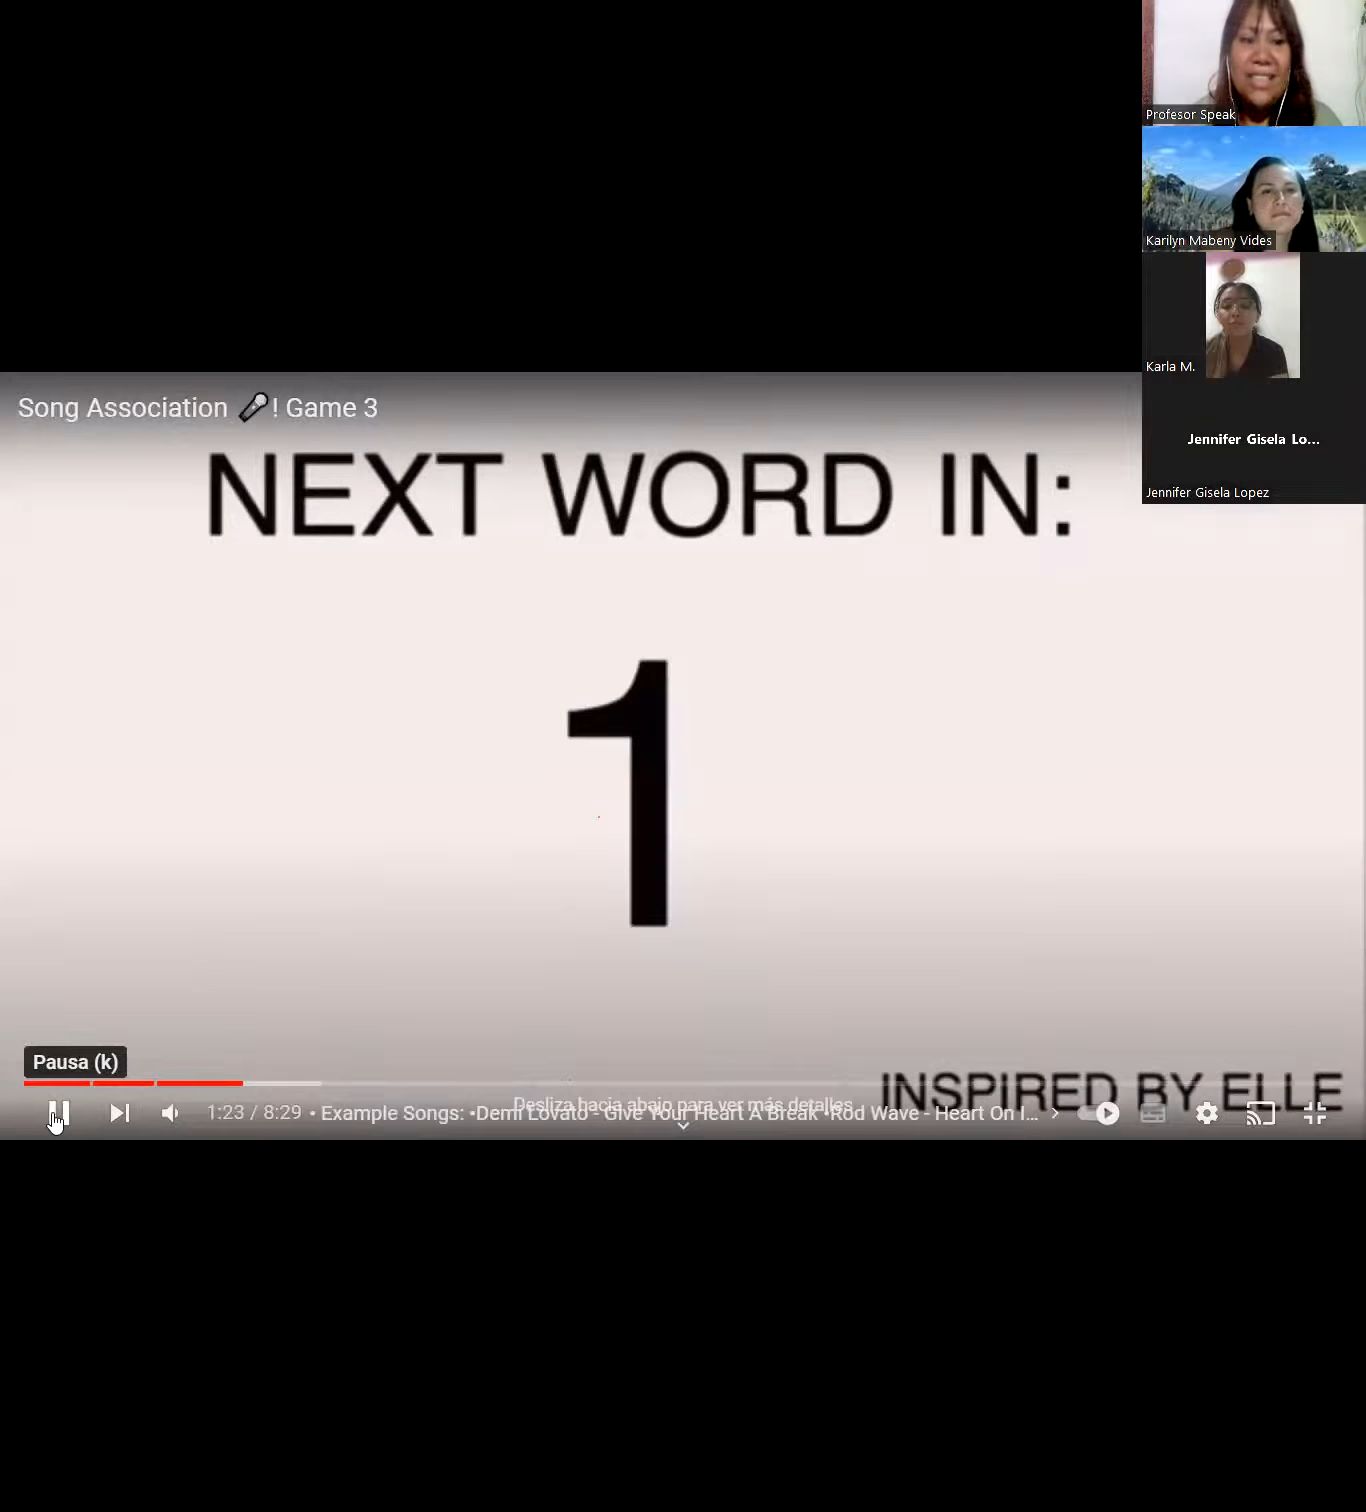 Profesor Speak
Karilyn Mabeny Vides
Karla M.
Jennifer Gisela Lo...
Jennifer Gisela Lopez
Song Association 🎤! Game 3
NEXT WORD IN:
1
Pausa (k)
INSPIRED BY ELLE
Desliza hacia abajo para ver más detalles
1:23 / 8:29 • Example Songs: •Demi Lovato - Give Your Heart A Break •Rod Wave - Heart On I...